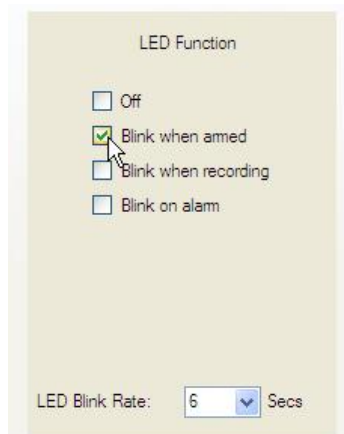 LED Function
Off
Blink when armed
Blink when recording
Blink on alarm
LED Blink Rate: 6 Secs